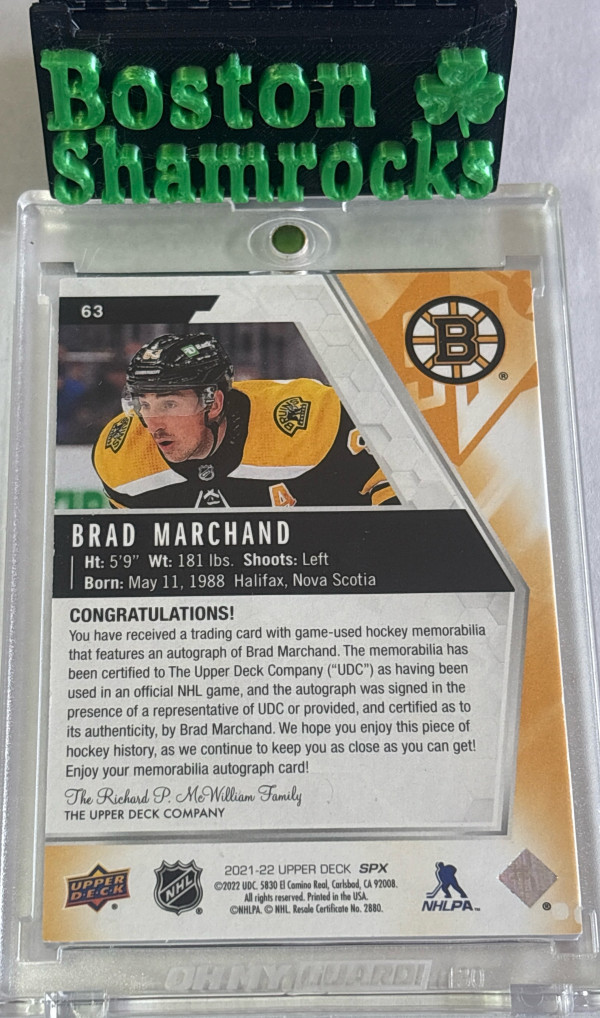 Boston
Shamrocks
63
B
®
BRUINS
A
BRAD MARCHAND
Ht: 5'9" Wt: 181 lbs. Shoots: Left
Born: May 11, 1988 Halifax, Nova Scotia
CONGRATULATIONS!
You have received a trading card with game-used hockey memorabilia
that features an autograph of Brad Marchand. The memorabilia has
been certified to The Upper Deck Company (“UDC”) as having been
used in an official NHL game, and the autograph was signed in the
presence of a representative of UDC or provided, and certified as to
its authenticity, by Brad Marchand. We hope you enjoy this piece of
hockey history, as we continue to keep you as close as you can get!
Enjoy your memorabilia autograph card!
The Richard P. McWilliam Family
THE UPPER DECK COMPANY
UPPER
D·E·C·K
®
NHL
®
2021-22 UPPER DECK SPX
©2022 UDC. 5830 El Camino Real, Carlsbad, CA 92008.
All rights reserved. Printed in the USA.
©NHLPA. © NHL. Resale Certificate No. 2880.
NHLPA™
®